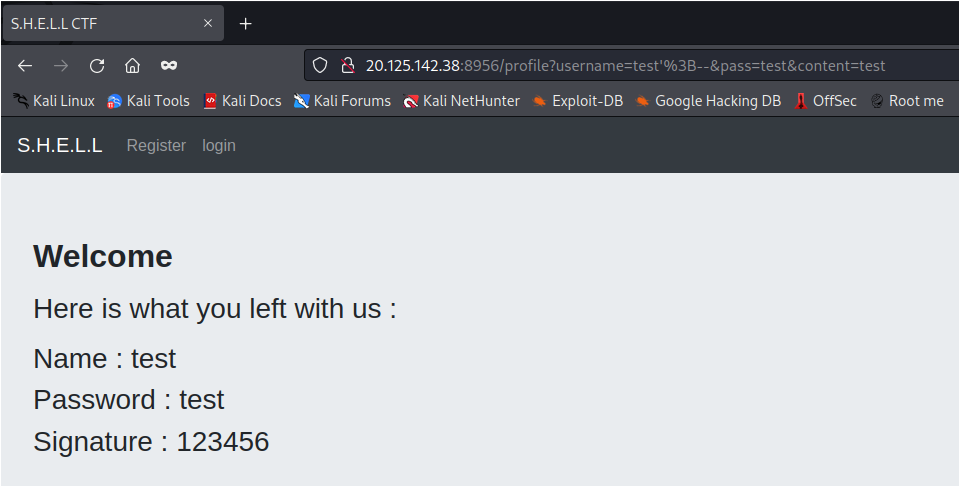 S.H.E.L.L CTF
20.125.142.38:8956/profile?username=test'%3B--&pass=test&content=test
Kali Linux Kali Tools Kali Docs Kali Forums Kali NetHunter Exploit-DB Google Hacking DB OffSec Root me
S.H.E.L.L Register login
Welcome
Here is what you left with us :
Name : test
Password : test
Signature : 123456